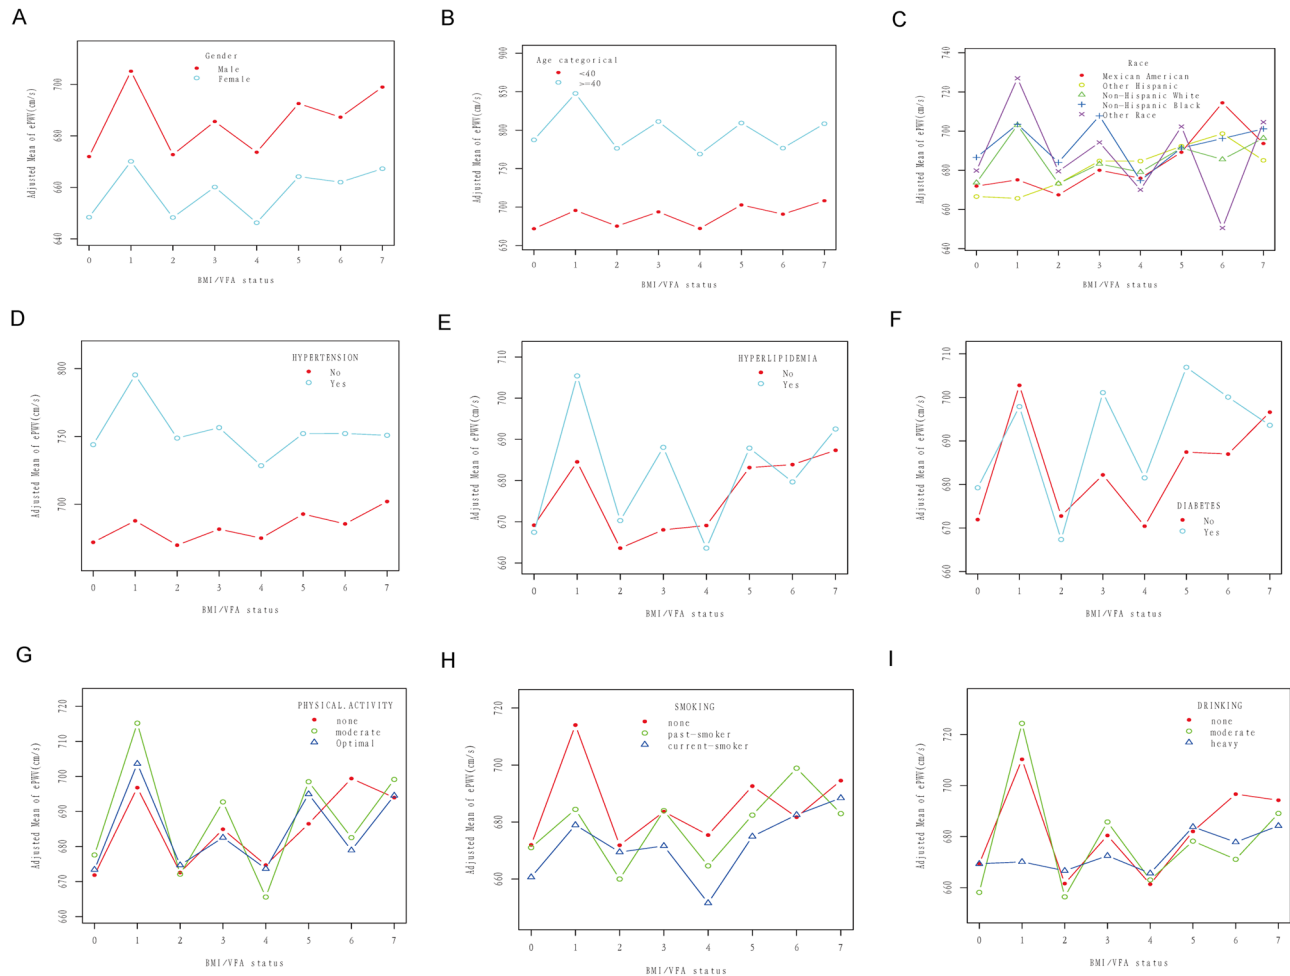 A
Adjusted Mean of ePWV(cm/s)
700
680
660
640
Gender
Male
Female
0 1 2 3 4 5 6 7
BMI/VFA status
B
Adjusted Mean of ePWV(cm/s)
900
850
800
750
700
650
Age categorical
<40
>=40
0 1 2 3 4 5 6 7
BMI/VFA status
C
Adjusted Mean of ePWV(cm/s)
740
720
700
680
660
640
Race
Mexican American
Other Hispanic
Non-Hispanic White
Non-Hispanic Black
Other Race
0 1 2 3 4 5 6 7
BMI/VFA status
D
Adjusted Mean of ePWV(cm/s)
800
750
700
HYPERTENSION
No
Yes
0 1 2 3 4 5 6 7
BMI/VFA status
E
Adjusted Mean of ePWV(cm/s)
710
700
690
680
670
660
HYPERLIPIDEMIA
No
Yes
0 1 2 3 4 5 6 7
BMI/VFA status
F
Adjusted Mean of ePWV(cm/s)
710
700
690
680
670
660
DIABETES
No
Yes
0 1 2 3 4 5 6 7
BMI/VFA status
G
Adjusted Mean of ePWV(cm/s)
720
710
700
690
680
670
660
PHYSICAL.ACTIVITY
none
moderate
Optimal
0 1 2 3 4 5 6 7
BMI/VFA status
H
Adjusted Mean of ePWV(cm/s)
720
700
680
660
SMOKING
none
past-smoker
current-smoker
0 1 2 3 4 5 6 7
BMI/VFA status
I
Adjusted Mean of ePWV(cm/s)
720
700
680
660
DRINKING
none
moderate
heavy
0 1 2 3 4 5 6 7
BMI/VFA status